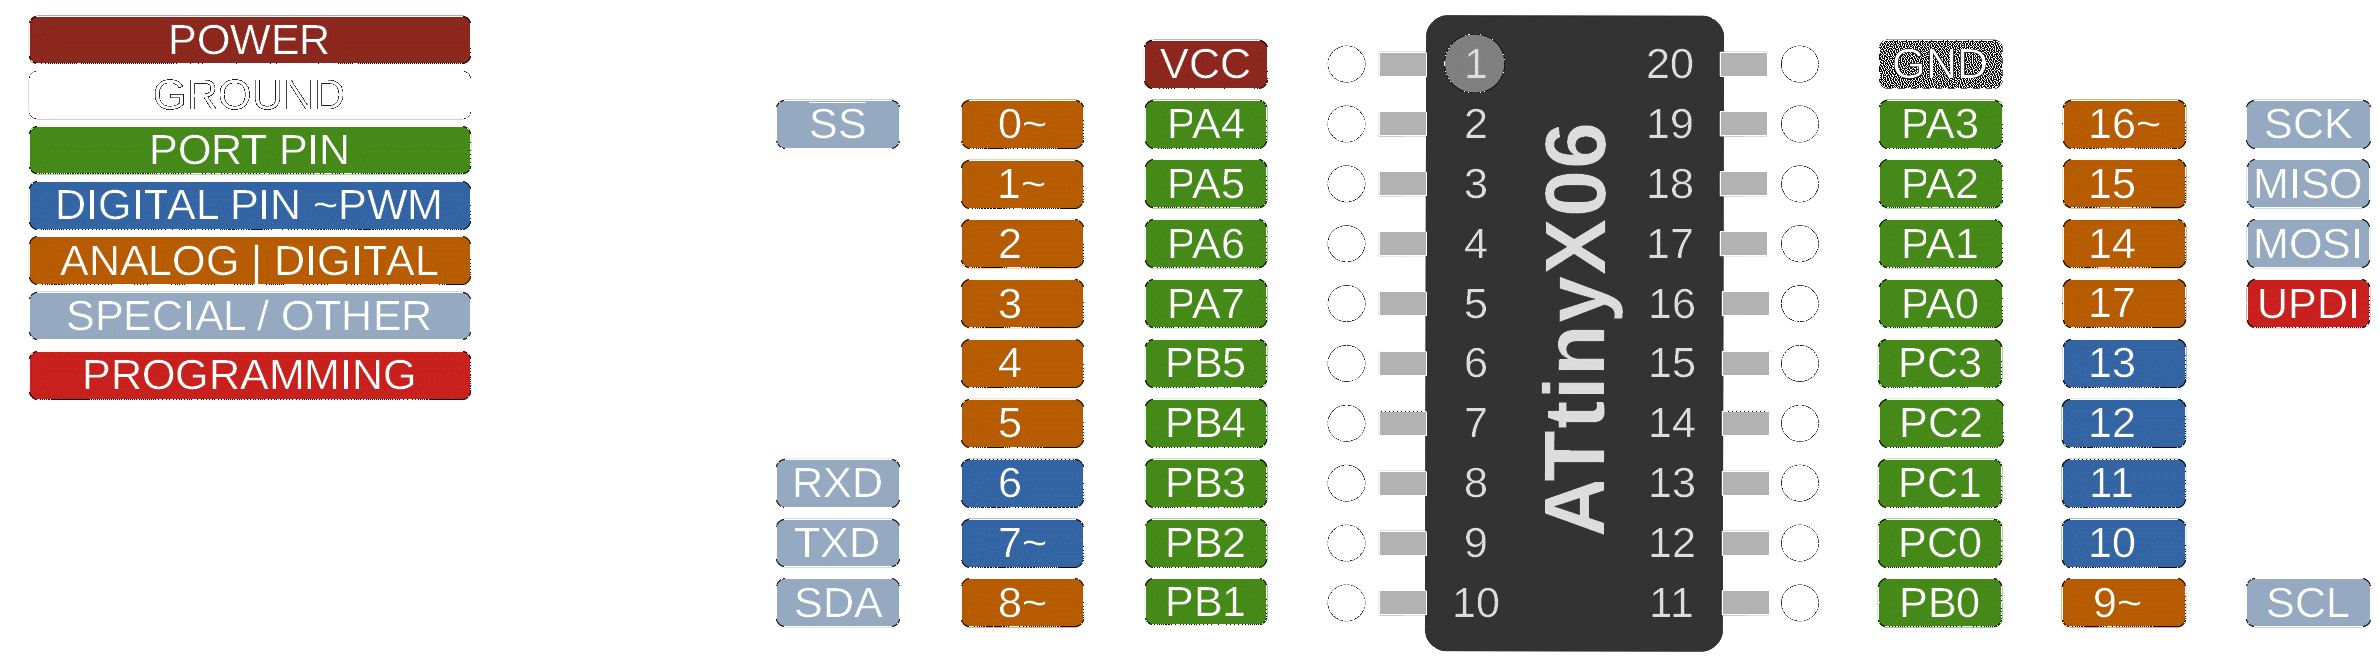 POWER
GROUND
PORT PIN
DIGITAL PIN ~PWM
ANALOG | DIGITAL
SPECIAL / OTHER
PROGRAMMING
VCC 1 20 GND
SS 0~ PA4 2 19 PA3 16~ SCK
1~ PA5 3 18 PA2 15 MISO
2 PA6 4 17 PA1 14 MOSI
3 PA7 5 16 PA0 17 UPDI
4 PB5 6 15 PC3 13
5 PB4 7 14 PC2 12
RXD 6 PB3 8 13 PC1 11
TXD 7~ PB2 9 12 PC0 10
SDA 8~ PB1 10 11 PB0 9~ SCL
ATtinyX06